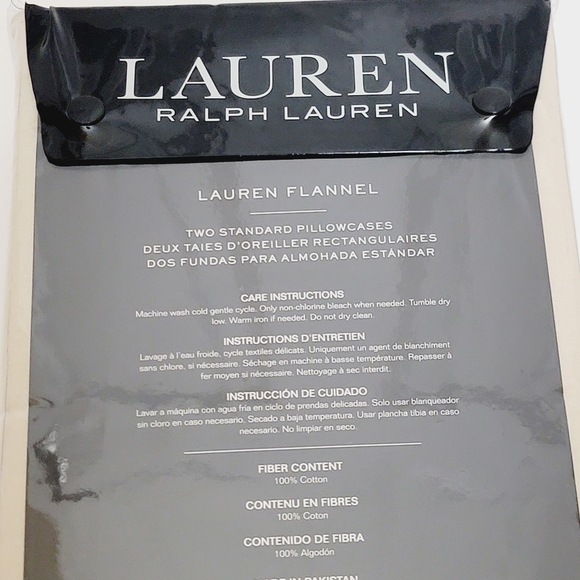 LAUREN
RALPH LAUREN
LAUREN FLANNEL
TWO STANDARD PILLOWCASES
DEUX TAIES D'OREILLER RECTANGULAIRES
DOS FUNDAS PARA ALMOHADA ESTÁNDAR
CARE INSTRUCTIONS
Machine wash cold gentle cycle. Only non-chlorine bleach when needed. Tumble dry
low. Warm iron if needed. Do not dry clean.
INSTRUCTIONS D'ENTRETIEN
Lavage à l'eau froide, cycle textiles délicats. Uniquement un agent de blanchiment
sans chlore, si nécessaire. Séchage en machine à basse température. Repasser à
fer moyen si nécessaire. Nettoyage à sec interdit.
INSTRUCCIÓN DE CUIDADO
Lavar a máquina con agua fria en ciclo de prendas delicadas. Solo usar blanqueador
sin cloro en caso necesario. Secado a baja temperatura. Usar plancha tibia en caso
necesario. No limpiar en seco.
FIBER CONTENT
100% Cotton
CONTENU EN FIBRES
100% Coton
CONTENIDO DE FIBRA
100% Algodón
MADE IN PAKISTAN